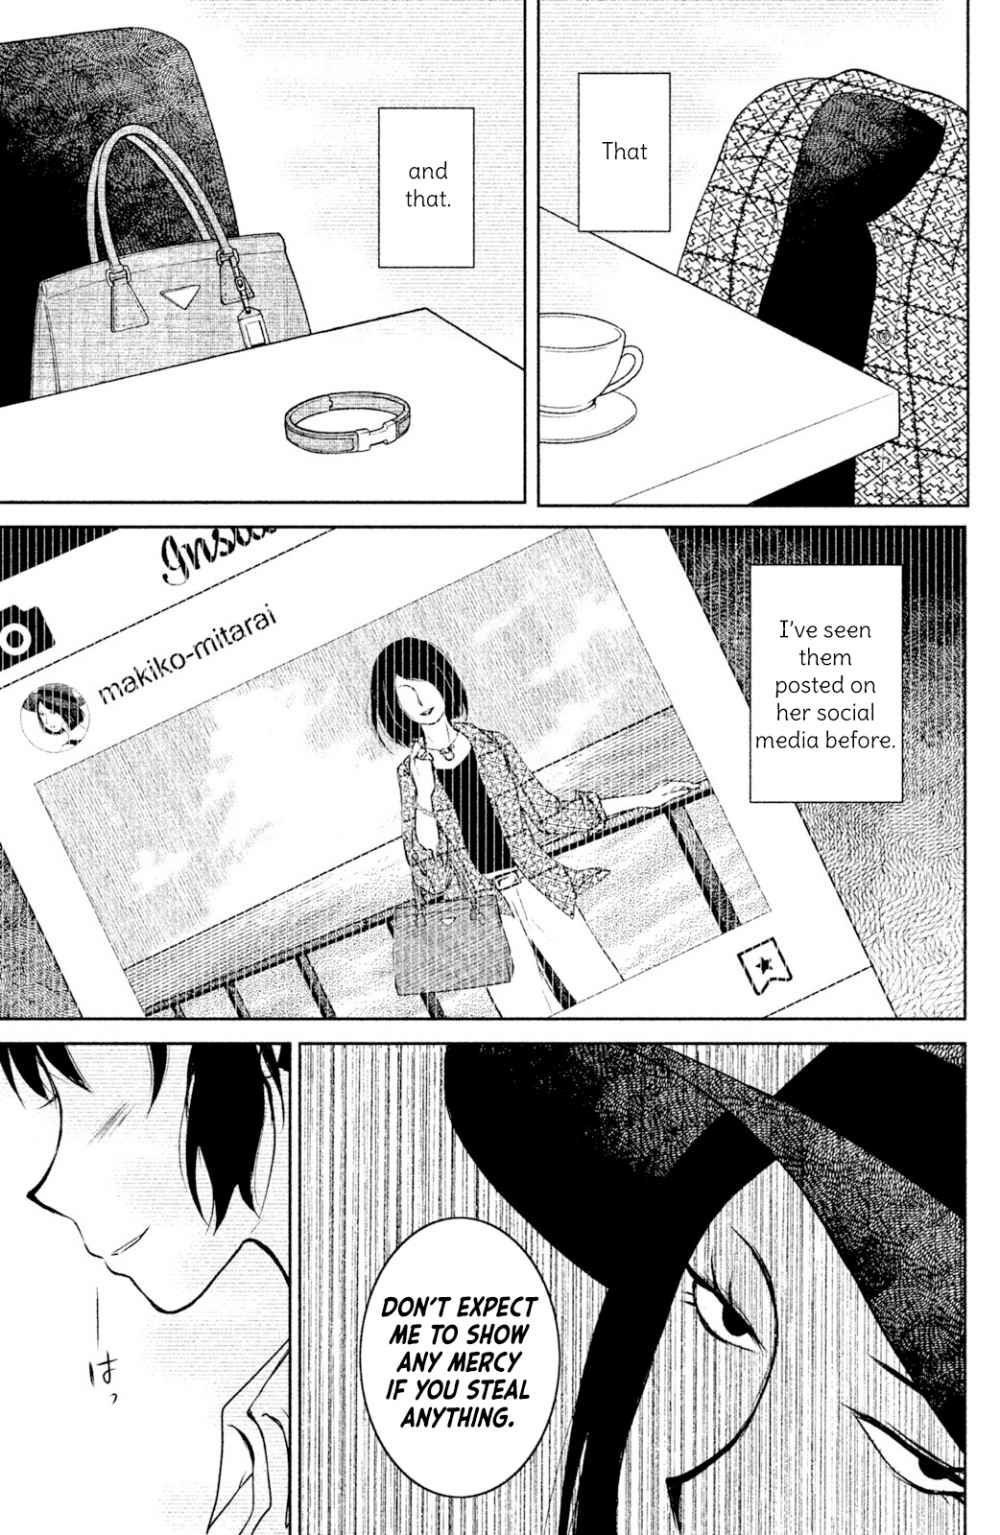 That
and
that.
I've seen
them
posted on
her social
media before.
makiko-mitarai
はっ
DON'T EXPECT
ME TO SHOW
ANY MERCY
IF YOU STEAL
ANYTHING.